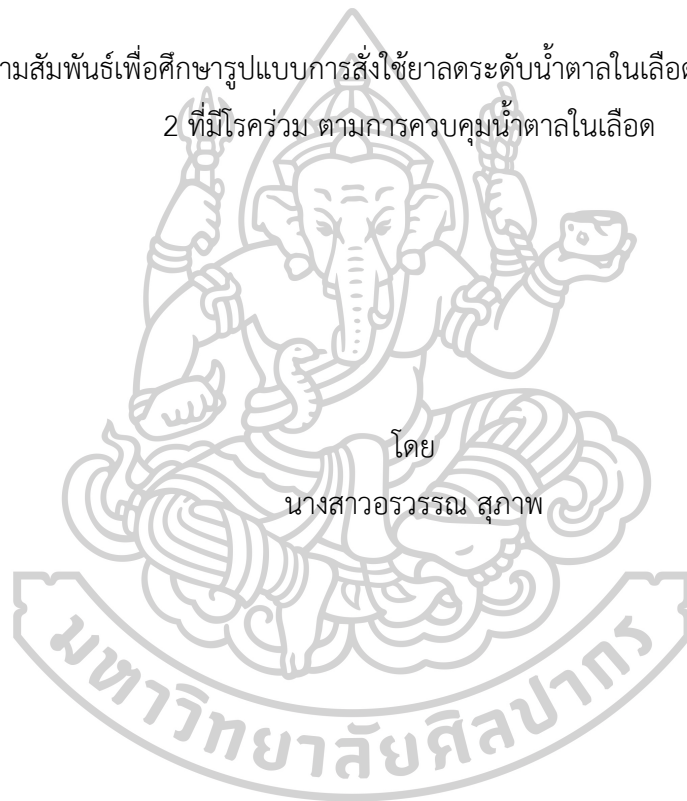 ามสัมพันธ์เพื่อศึกษารูปแบบการสั่งใช้ยาลดระดับน้ำตาลในเลือด
2 ที่มีโรคร่วม ตามการควบคุมน้ำตาลในเลือด
โดย
นางสาวอรวรรณ สุภาพ
มหาวิทยาลัยศิลปากร